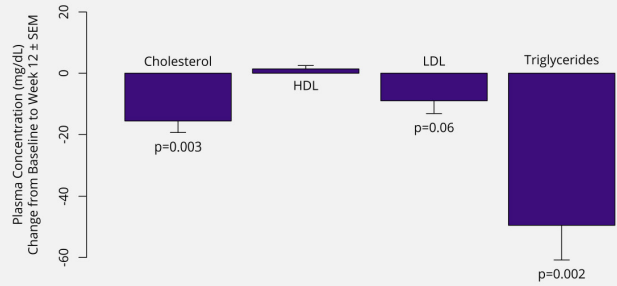 Plasma Concentration (mg/dL)
Change from Baseline to Week 12 ± SEM
20
0
-20
-40
-60
Cholesterol
p=0.003
HDL
LDL
p=0.06
Triglycerides
p=0.002